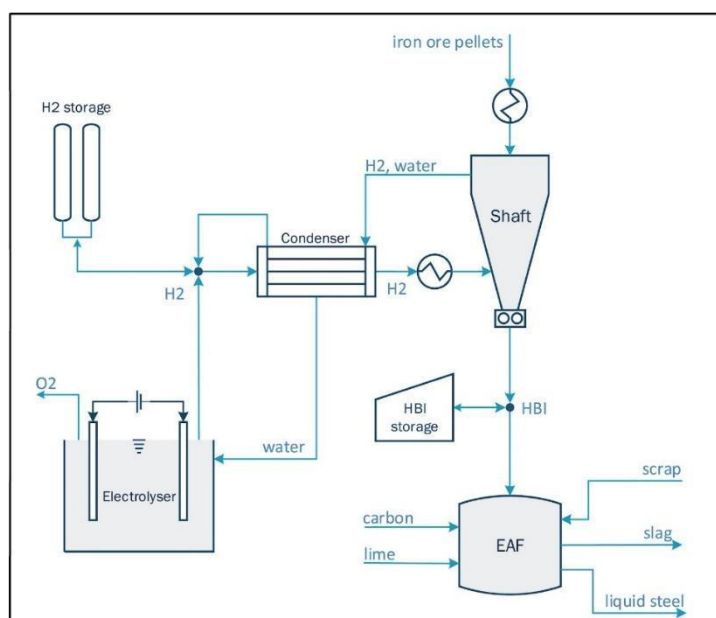 iron ore pellets
H2 storage
H2, water
Shaft
Condenser
H2
H2
O2
HBI
storage
HBI
water
Electrolyser
scrap
carbon
EAF
slag
lime
liquid steel